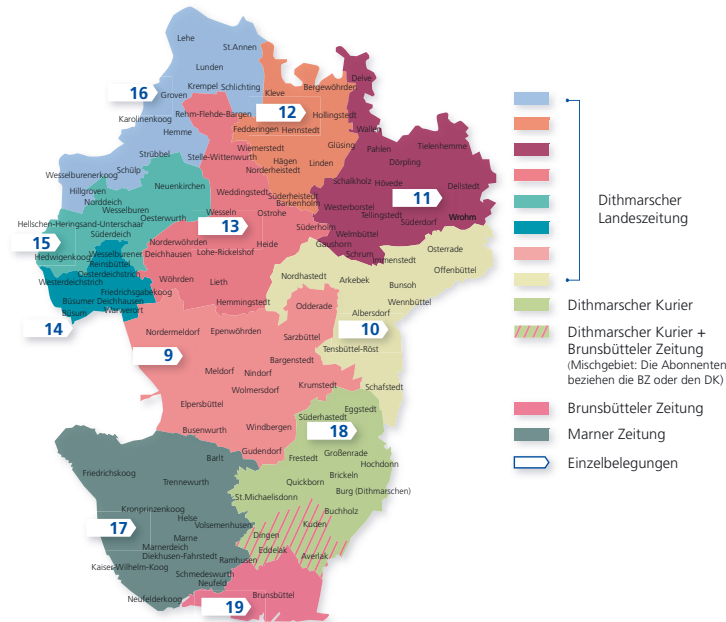 Lehe
St.Annen
Lunden
Krempel
Schlichting
16
Groven
Karolinenkoog
Rehm-Flehde-Bargen
Hemme
Strübbel
Stelle-Wittenwurth
Schülp
Wesselburenerkoog
Hillgroven
Kleve
Bergewöhrden
12
Hollingstedt
Fedderingen
Hennstedt
Wiemerstedt
Glüsing
Hägen
Linden
Norderheistedt
Süderheistedt
Barkenholm
Delve
Wallen
Pahlen
Tielenhemme
Dörpling
Schalkholz
Hövede
Dellstedt
11
Westerborstel
Tellingstedt
Wrohm
Süderdorf
Welmbüttel
Gaushorn
Schrum
Immenstedt
Neuenkirchen
Norddeich
Wesselburen
Oesterwurth
Hellschen-Heringsand-Unterschaar
Süderdeich
15
Hedwigenkoog
Norderwöhrden
Wesselburener Deichhausen
Reinsbüttel
Oesterdeichstrich
Westerdeichstrich
Friedrichsgabekoog
Büsumer Deichhausen
Warwerort
Büsum
14
Weddingstedt
Wesseln
Ostrohe
13
Süderholm
Heide
Lohe-Rickelshof
Wöhrden
Lieth
Hemmingstedt
Osterrade
Offenbüttel
Nordhastedt
Arkebek
Bunsoh
Wennbüttel
Albersdorf
10
Tensbüttel-Röst
Schafstedt
Odderade
Nordermeldorf
Epenwöhrden
Sarzbüttel
9
Bargenstedt
Meldorf
Nindorf
Krumstedt
Wolmersdorf
Elpersbüttel
Busenwurth
Windbergen
Gudendorf
Eggstedt
Süderhastedt
18
Großenrade
Frestedt
Hochdonn
Brickeln
Quickborn
Burg (Dithmarschen)
St.Michaelisdonn
Buchholz
Kuden
Dingen
Eddelak
Averlak
Barlt
Friedrichskoog
Trennewurth
Kronprinzenkoog
Helse
17
Volsemenhusen
Marne
Marnerdeich
Diekhusen-Fahrstedt
Ramhusen
Kaiser-Wilhelm-Koog
Schmedeswurth
Neufeld
Neufelderkoog
19
Brunsbüttel
Dithmarscher
Landeszeitung
Dithmarscher Kurier
Dithmarscher Kurier +
Brunsbütteler Zeitung
(Mischgebiet: Die Abonnenten
beziehen die BZ oder den DK)
Brunsbütteler Zeitung
Marner Zeitung
Einzelbelegungen